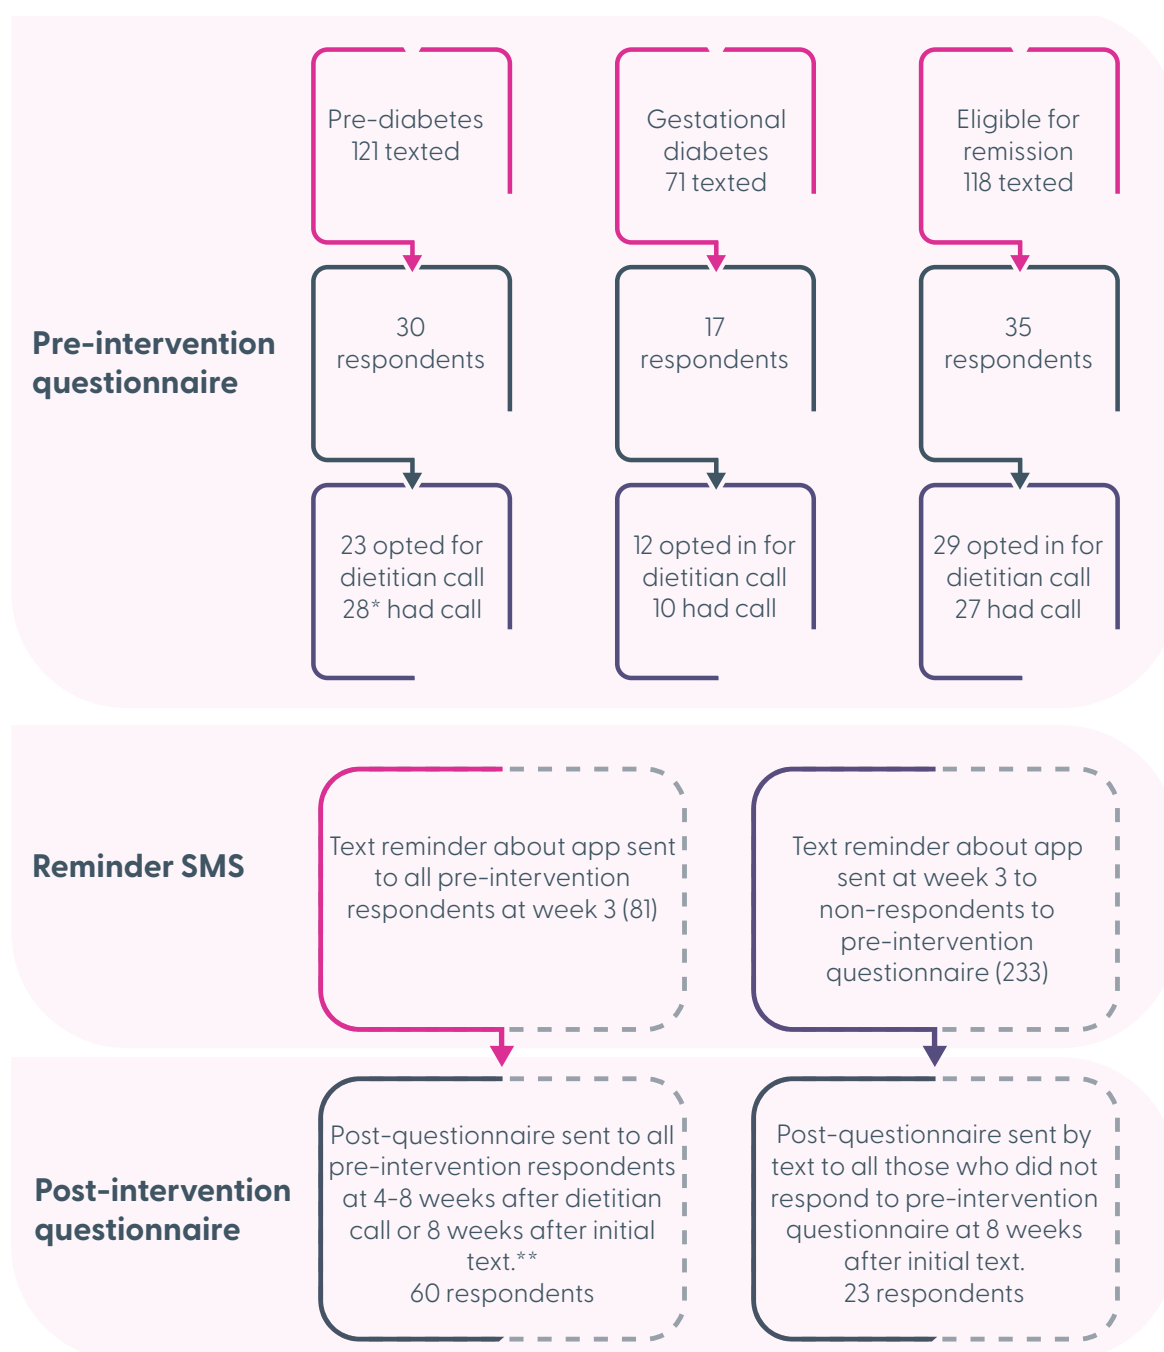 Pre-diabetes
121 texted
Gestational
diabetes
71 texted
Eligible for
remission
118 texted
Pre-intervention
questionnaire
30
respondents
17
respondents
35
respondents
23 opted for
dietitian call
28* had call
12 opted in for
dietitian call
10 had call
29 opted in for
dietitian call
27 had call
Reminder SMS
Text reminder about app sent
to all pre-intervention
respondents at week 3 (81)
Text reminder about app
sent at week 3 to
non-respondents to
pre-intervention
questionnaire (233)
Post-intervention
questionnaire
Post-questionnaire sent to all
pre-intervention respondents
at 4-8 weeks after dietitian
call or 8 weeks after initial
text.**
60 respondents
Post-questionnaire sent by
text to all those who did not
respond to pre-intervention
questionnaire at 8 weeks
after initial text.
23 respondents